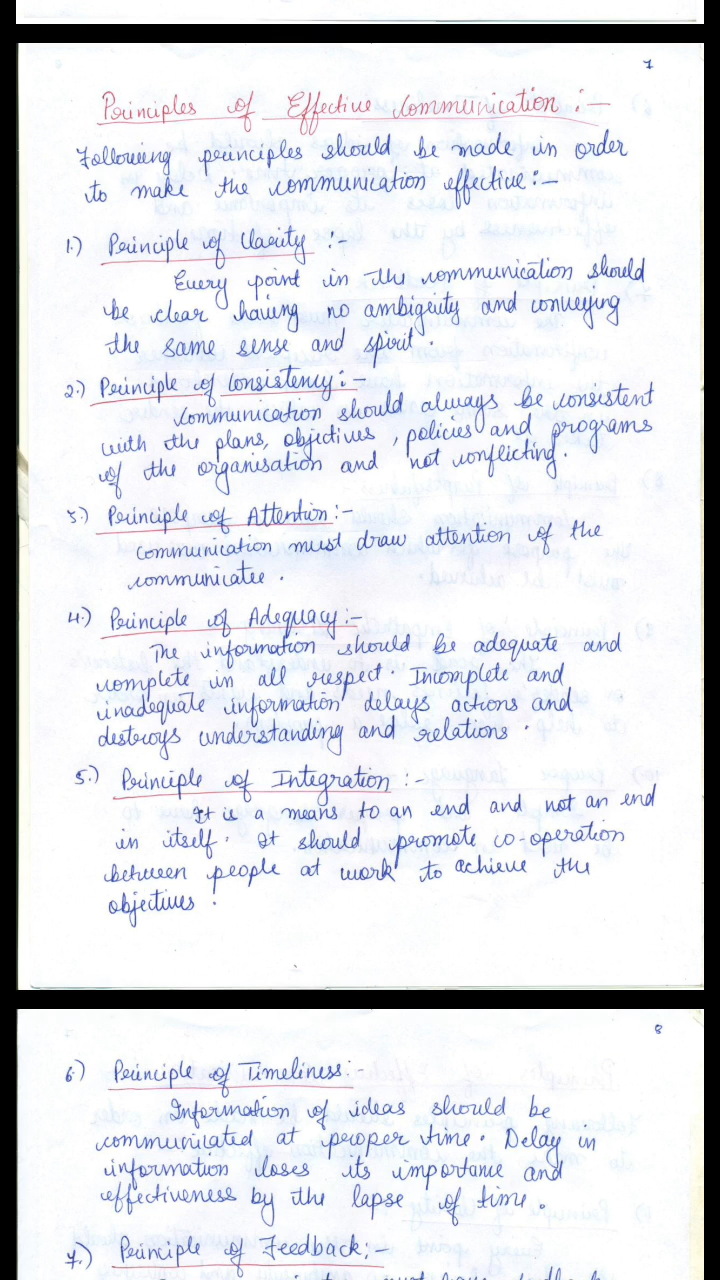 7
Principles of Effective Communication :-
Following principles should be made in order
to make the communication effective :-
1.) Principle of Clarity :-
Every point in the communication should
be clear having no ambiguity and conveying
the same sense and spirit.
2.) Principle of Consistency :-
Communication should always be consistent
with the plans, objectives, policies and programs
of the organisation and not conflicting.
3.) Principle of Attention :-
Communication must draw attention of the
communicatee.
4.) Principle of Adequacy :-
The information should be adequate and
complete in all respect. Incomplete and
inadequate information delays actions and
destroys understanding and relations.
5.) Principle of Integration :-
It is a means to an end and not an end
in itself. It should promote co-operation
between people at work to achieve the
objectives.
8
6.) Principle of Timeliness:
Information of ideas should be
communicated at proper time. Delay in
information loses its importance and
effectiveness by the lapse of time.
7.) Principle of Feedback :-